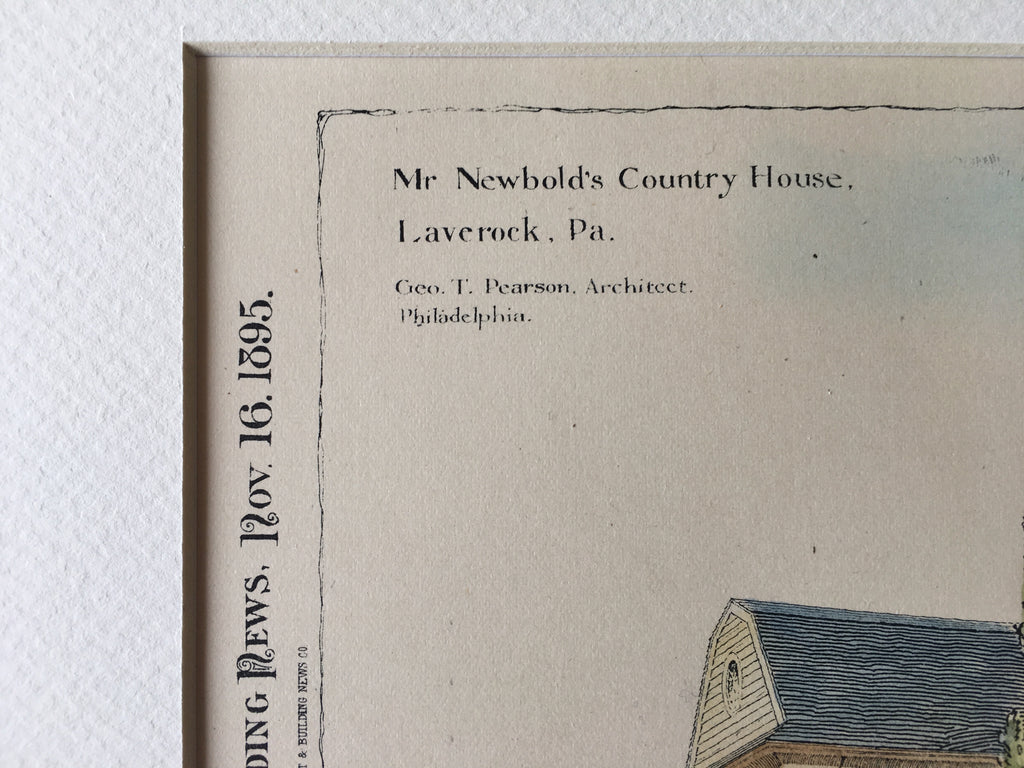 Mr Newbold's Country House,
Laverock, Pa.
Geo. T. Pearson, Architect.
Philadelphia.
DING NEWS, NOV. 16. 1895.
T & BUILDING NEWS CO